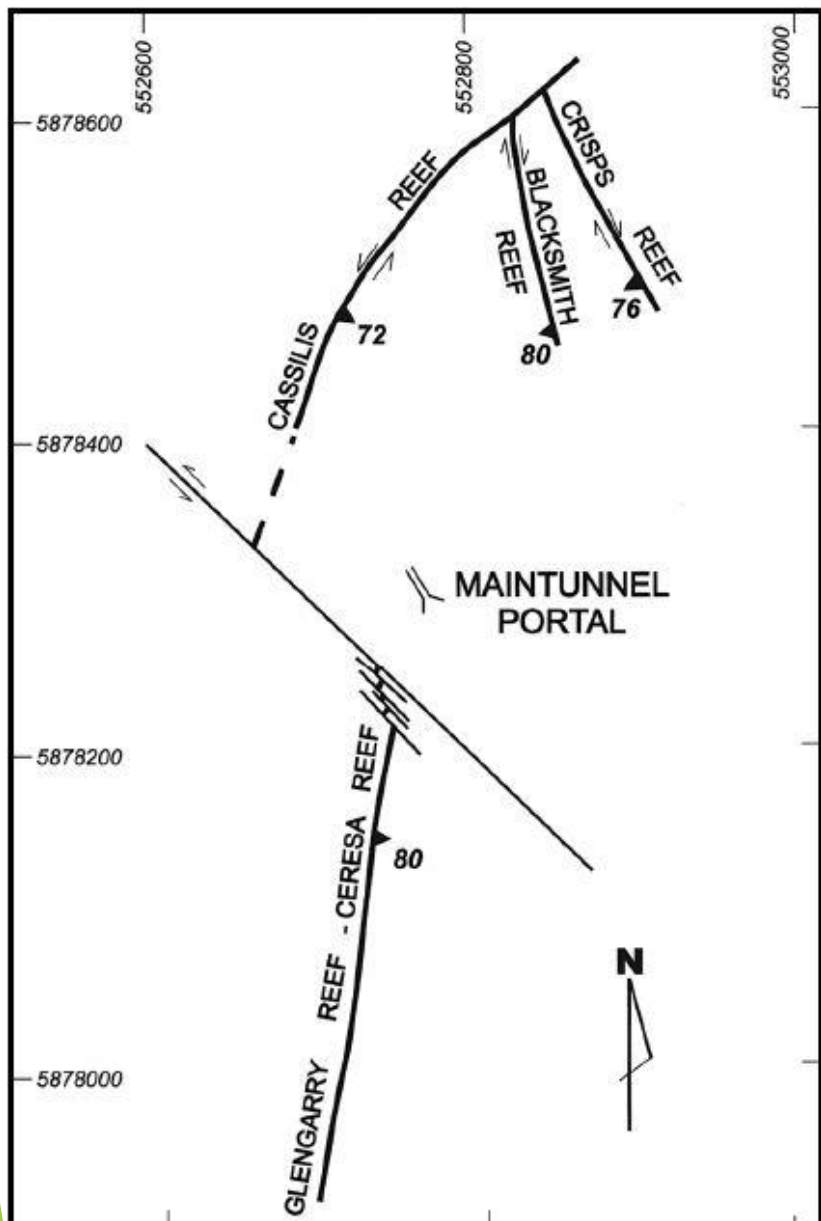 552600
552800
553000
5878600
CRISPS
REEF
REEF
BLACKSMITH
REEF
76
CASSILIS
72
80
5878400
MAINTUNNEL
PORTAL
5878200
GLENGARRY REEF - CERESA REEF
80
N
5878000